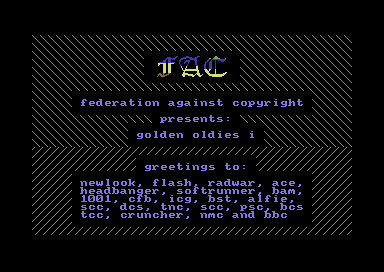 FAC
federation against copyright
presents:
golden oldies i
greetings to:
newlook, flash, radwar, ace,
headbanger, softrunner, bam,
1001, cfb, icg, bst, alfie,
scc, dcs, tnc, scc, psc, bcs
tcc, cruncher, nmc and bbc